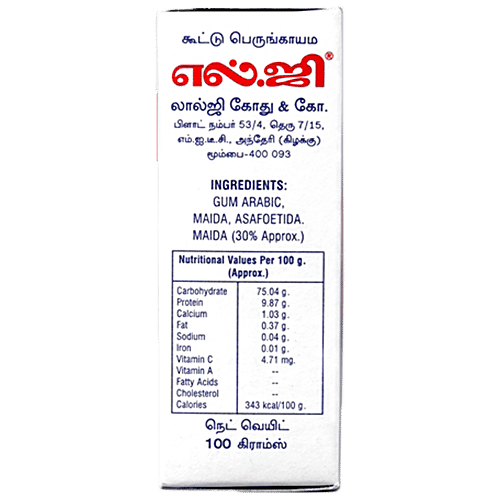 கூட்டு பெருங்காயம
எல்.ஜி®
லால்ஜி கோது & கோ.
பிளாட் நம்பர் 53/4, தெரு 7/15,
எம்.ஐ.டீ.சி., அந்தேரி (கிழக்கு)
மும்பை-400 093
INGREDIENTS:
GUM ARABIC,
MAIDA, ASAFOETIDA.
MAIDA (30% Approx.)
Nutritional Values Per 100 g.
(Approx.)
Carbohydrate 75.04 g.
Protein 9.87 g.
Calcium 1.03 g.
Fat 0.37 g.
Sodium 0.04 g.
Iron 0.01 g.
Vitamin C 4.71 mg.
Vitamin A --
Fatty Acids --
Cholesterol --
Calories 343 kcal/100 g.
நெட் வெயிட்
100 கிராம்ஸ்